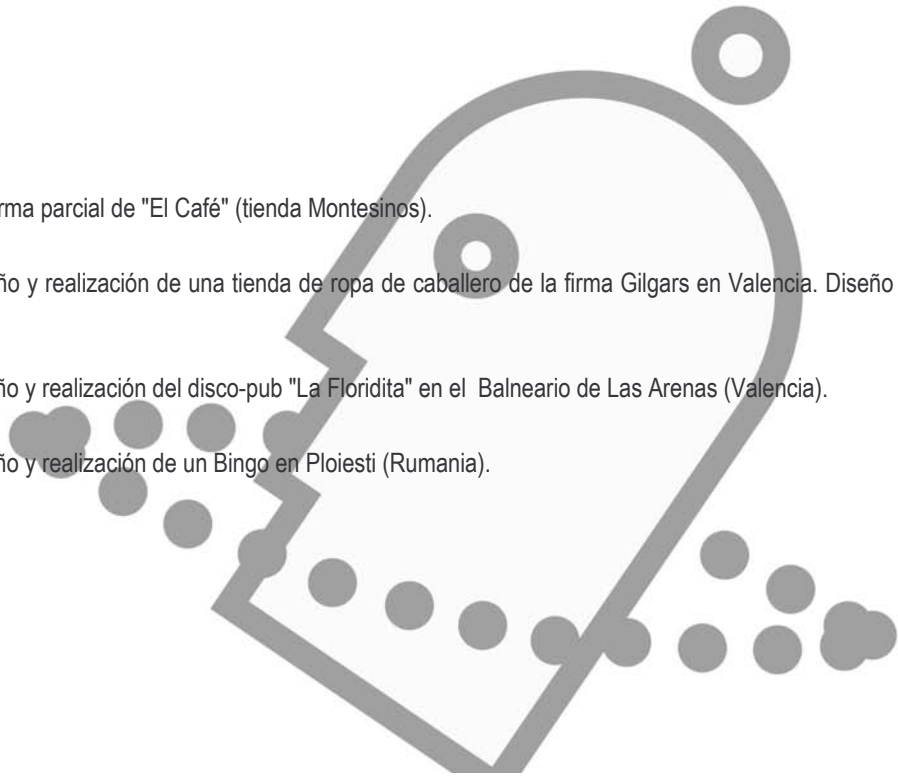 rma parcial de "El Café" (tienda Montesinos).
ño y realización de una tienda de ropa de caballero de la firma Gilgars en Valencia. Diseño
ño y realización del disco-pub "La Floridita" en el Balneario de Las Arenas (Valencia).
ño y realización de un Bingo en Ploiesti (Rumania).